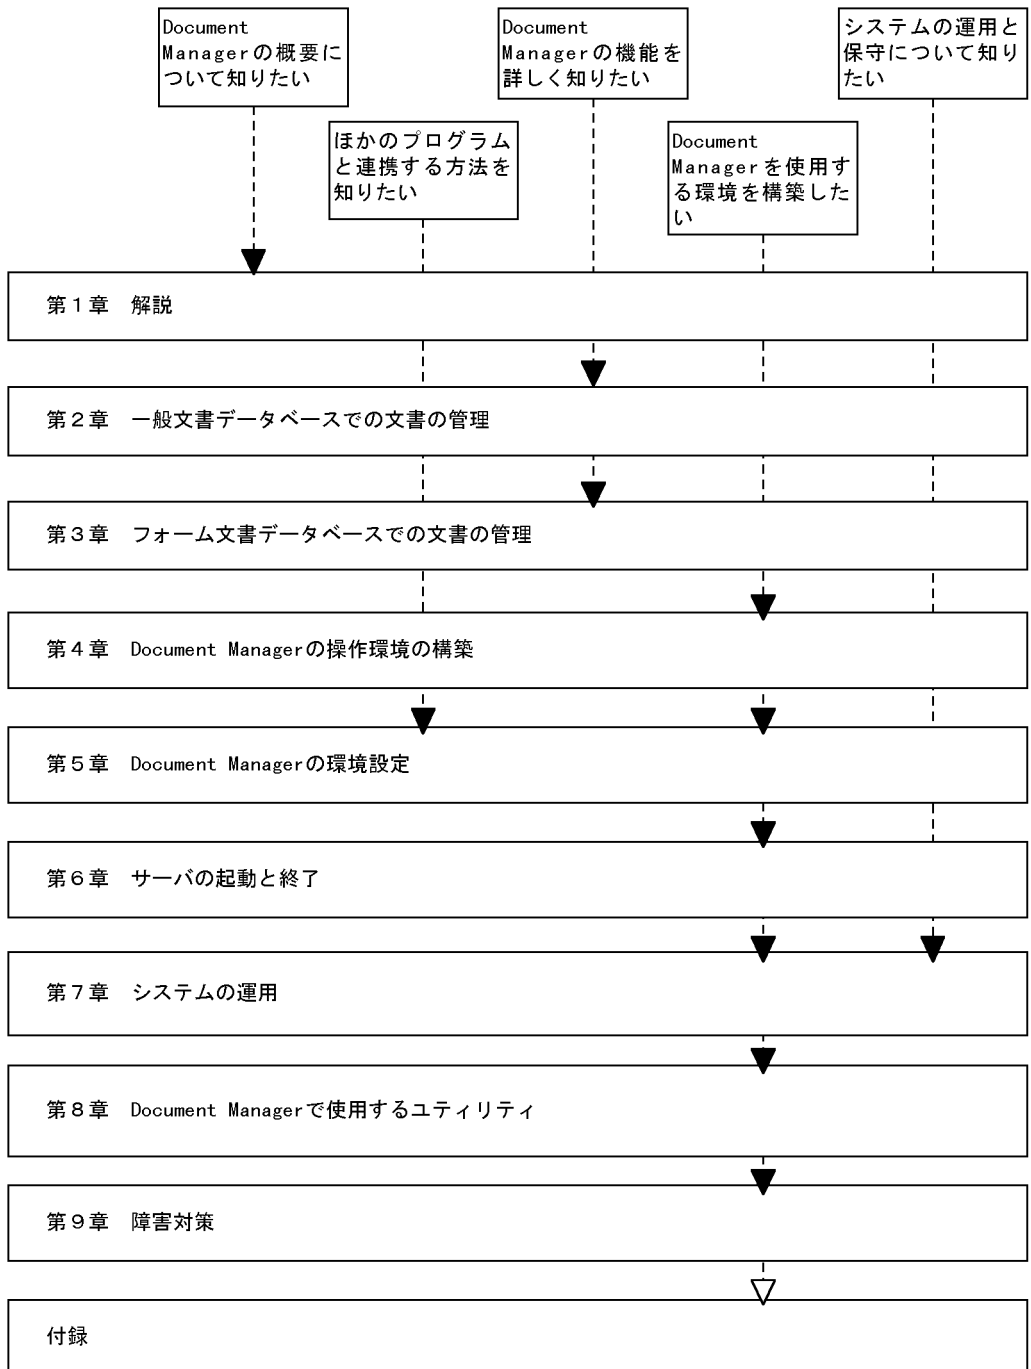 Document
Managerの概要に
ついて知りたい
ほかのプログラム
と連携する方法を
知りたい
Document
Managerの機能を
詳しく知りたい
Document
Managerを使用す
る環境を構築した
い
システムの運用と
保守について知り
たい
第１章　解説
第２章　一般文書データベースでの文書の管理
第３章　フォーム文書データベースでの文書の管理
第４章　Document Managerの操作環境の構築
第５章　Document Managerの環境設定
第６章　サーバの起動と終了
第７章　システムの運用
第８章　Document Managerで使用するユティリティ
第９章　障害対策
付録